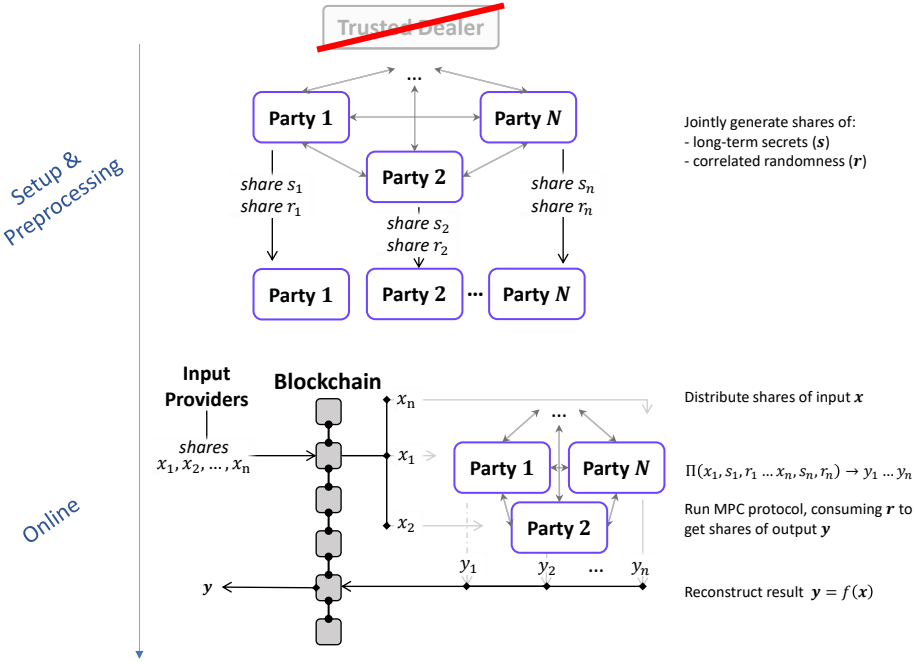 Trusted Dealer
...
Party 1
Party N
Party 2
Jointly generate shares of:
- long-term secrets (s)
- correlated randomness (r)
Setup &
Preprocessing
share s₁
share r₁
share s₂
share r₂
share sₙ
share rₙ
Party 1
Party 2
...
Party N
Input
Providers
Blockchain
shares
x₁, x₂, ... , xₙ
xₙ
x₁
x₂
Distribute shares of input x
...
Party 1
Party N
Party 2
Π(x₁, s₁, r₁ ... xₙ, sₙ, rₙ) → y₁ ... yₙ
Run MPC protocol, consuming r to
get shares of output y
Online
y₁
y₂
...
yₙ
y
Reconstruct result y = f(x)